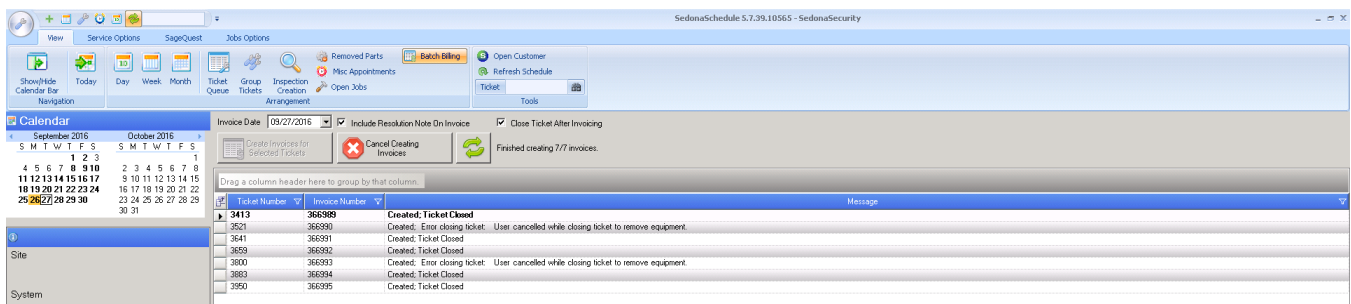 SedonaSchedule 5.7.39.10565 - SedonaSecurity
View Service Options SageQuest Jobs Options
Show/Hide Calendar Bar
Today
Navigation
Day Week Month
Ticket Queue
Group Tickets
Inspection Creation
Removed Parts
Misc Appointments
Open Jobs
Batch Billing
Arrangement
Open Customer
Refresh Schedule
Ticket:
Tools
Calendar
September 2016
S M T W T F S
1 2 3
4 5 6 7 8 9 10
11 12 13 14 15 16 17
18 19 20 21 22 23 24
25 26 27 28 29 30
October 2016
S M T W T F S
1
2 3 4 5 6 7 8
9 10 11 12 13 14 15
16 17 18 19 20 21 22
23 24 25 26 27 28 29
30 31
Site
System
Invoice Date 09/27/2016 Include Resolution Note On Invoice Close Ticket After Invoicing
Create Invoices for Selected Tickets
Cancel Creating Invoices
Finished creating 7/7 invoices.
Drag a column header here to group by that column.
Ticket Number Invoice Number Message
3413 366989 Created; Ticket Closed
3521 366990 Created; Error closing ticket: User cancelled while closing ticket to remove equipment.
3641 366991 Created; Ticket Closed
3659 366992 Created; Ticket Closed
3800 366993 Created; Error closing ticket: User cancelled while closing ticket to remove equipment.
3883 366994 Created; Ticket Closed
3950 366995 Created; Ticket Closed